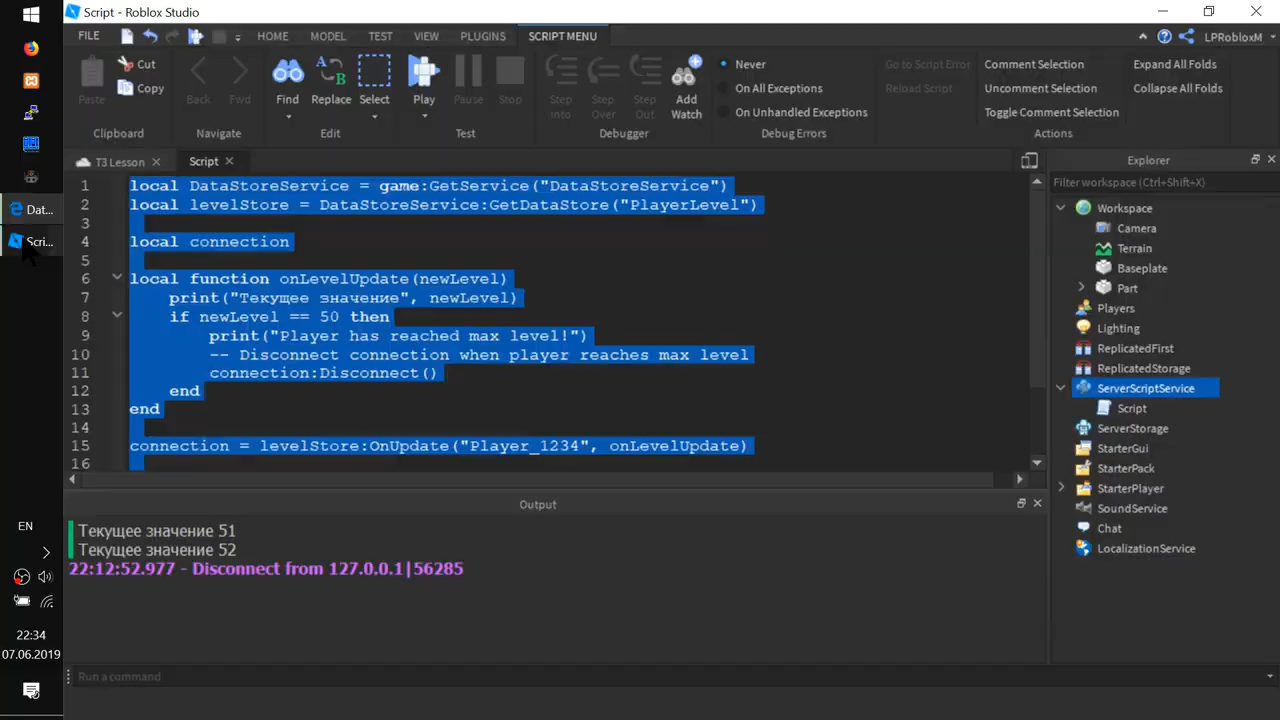 Script - Roblox Studio
FILE HOME MODEL TEST VIEW PLUGINS SCRIPT MENU LPRobloxM
Paste Cut Copy
Clipboard
Back Fwd
Navigate
Find Replace Select
Edit
Play Pause Stop
Test
Step Into Step Over Step Out Add Watch
Debugger
Never
On All Exceptions
On Unhandled Exceptions
Debug Errors
Go to Script Error
Reload Script
Comment Selection
Uncomment Selection
Toggle Comment Selection
Expand All Folds
Collapse All Folds
Actions
T3 Lesson Script
1 local DataStoreService = game:GetService("DataStoreService")
2 local levelStore = DataStoreService:GetDataStore("PlayerLevel")
3
4 local connection
5
6 local function onLevelUpdate(newLevel)
7 print("Текущее значение", newLevel)
8 if newLevel == 50 then
9 print("Player has reached max level!")
10 -- Disconnect connection when player reaches max level
11 connection:Disconnect()
12 end
13 end
14
15 connection = levelStore:OnUpdate("Player_1234", onLevelUpdate)
16
Output
Текущее значение 51
Текущее значение 52
22:12:52.977 - Disconnect from 127.0.0.1|56285
Run a command
Explorer
Filter workspace (Ctrl+Shift+X)
Workspace
Camera
Terrain
Baseplate
Part
Players
Lighting
ReplicatedFirst
ReplicatedStorage
ServerScriptService
Script
ServerStorage
StarterGui
StarterPack
StarterPlayer
SoundService
Chat
LocalizationService
Dat...
Scri...
EN
22:34
07.06.2019